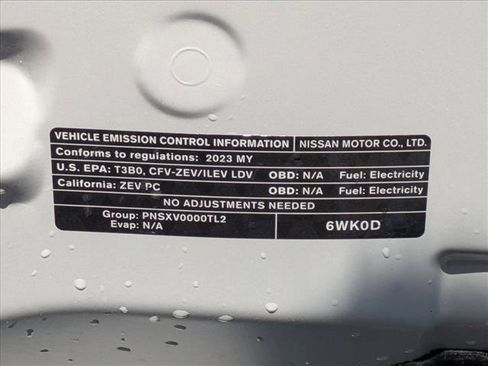 VEHICLE EMISSION CONTROL INFORMATION NISSAN MOTOR CO., LTD.
Conforms to regulations: 2023 MY
U.S. EPA: T3B0, CFV-ZEV/ILEV LDV OBD: N/A Fuel: Electricity
California: ZEV PC OBD: N/A Fuel: Electricity
NO ADJUSTMENTS NEEDED
Group: PNSXV0000TL2
Evap: N/A
6WK0D